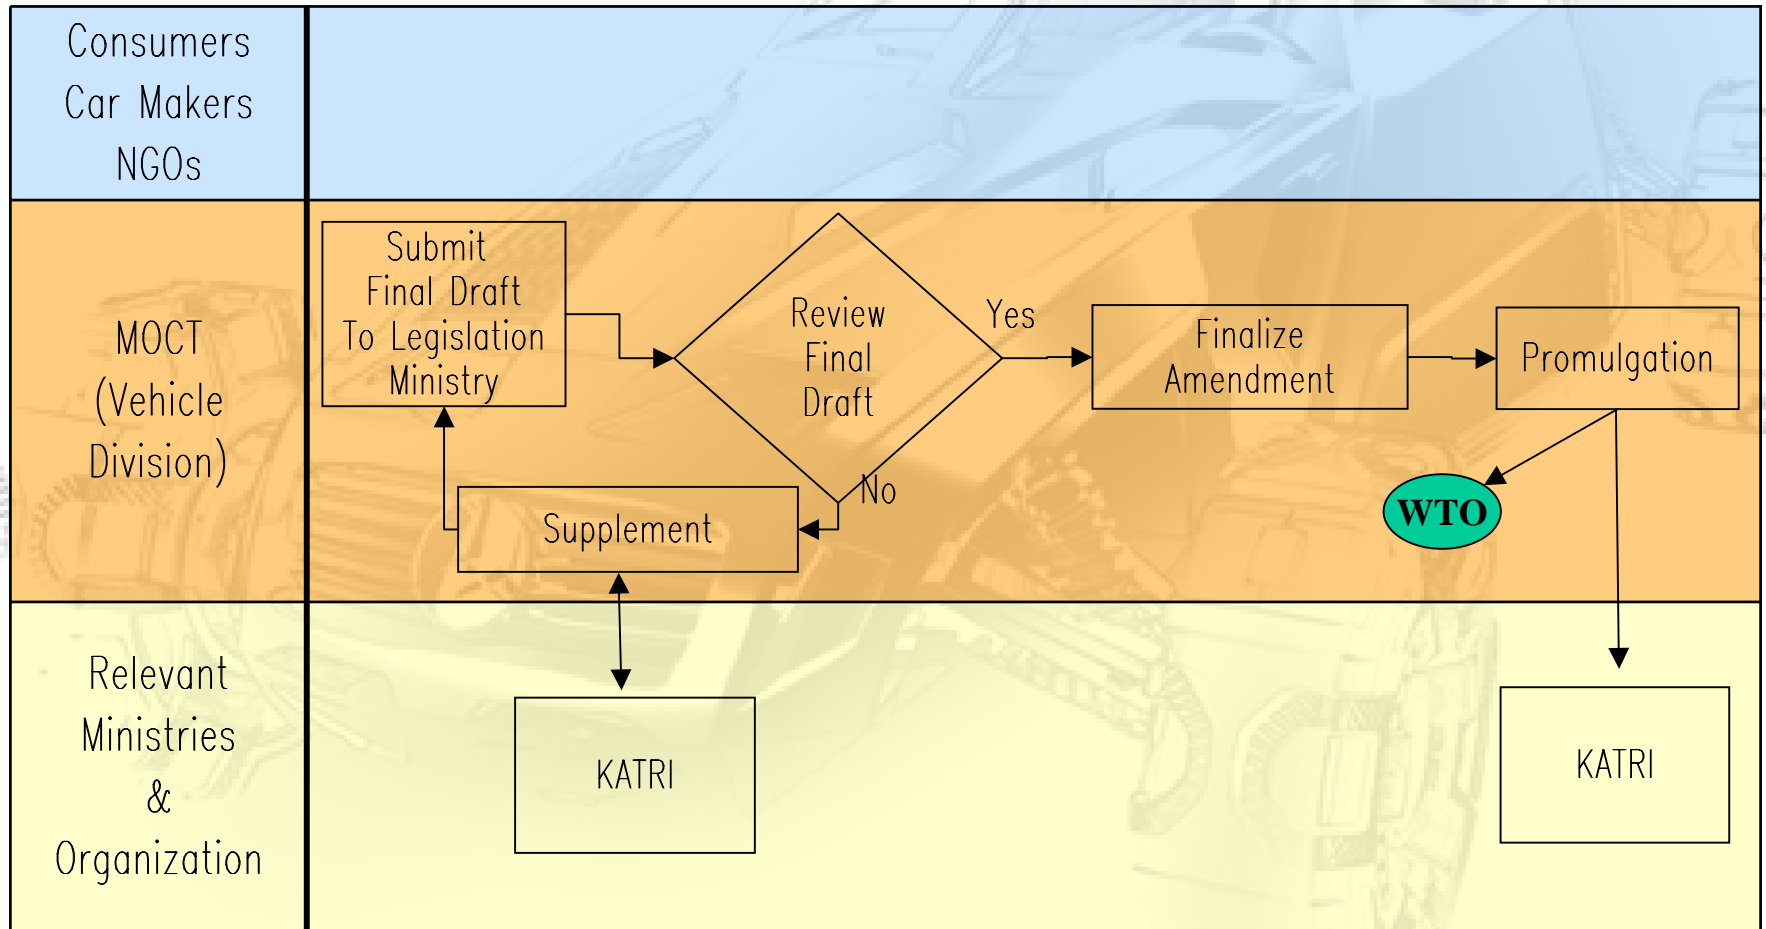 Consumers
Car Makers
NGOs
MOCT
(Vehicle
Division)
Submit
Final Draft
To Legislation
Ministry
Review
Final
Draft
Yes
No
Supplement
Finalize
Amendment
Promulgation
WTO
Relevant
Ministries
&
Organization
KATRI
KATRI